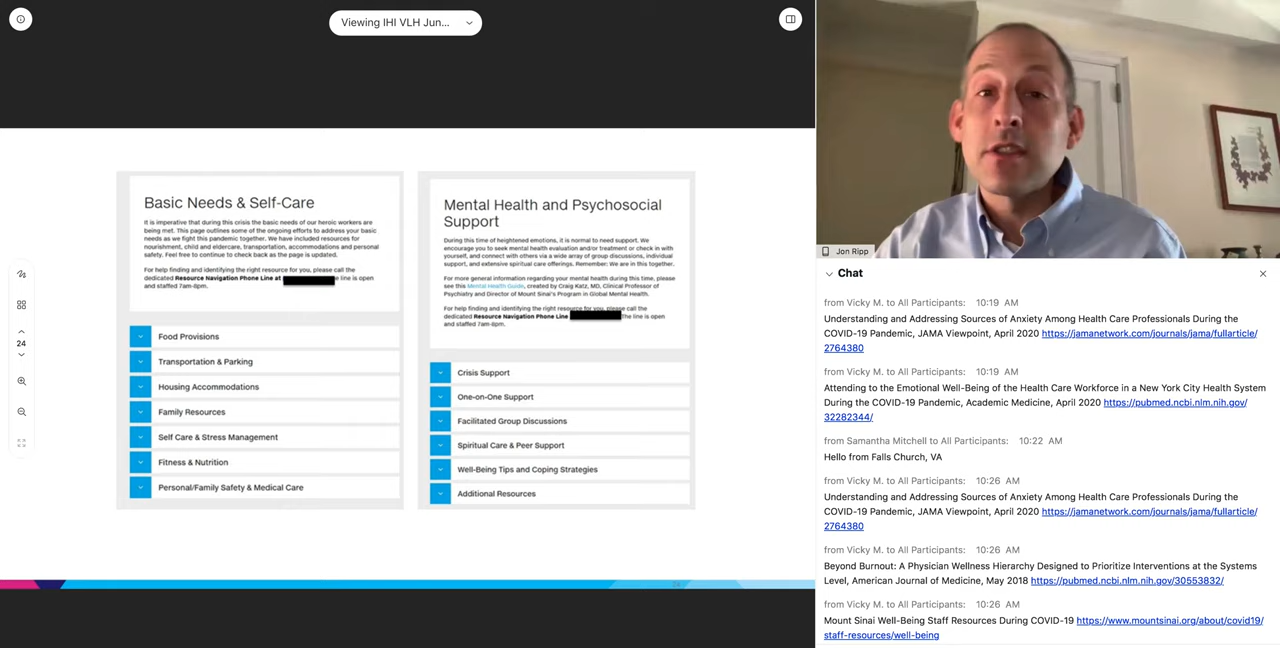 Viewing IHI VLH Jun...
Basic Needs & Self-Care
It is imperative that during this crisis the basic needs of our heroic workers are
being met. This page outlines some of the ongoing efforts to address your basic
needs as we fight this pandemic together. We have included resources for
nourishment, child and eldercare, transportation, accommodations and personal
safety. Feel free to continue to check back as the page is updated.
For help finding and identifying the right resource for you, please call the
dedicated Resource Navigation Phone Line at
e line is open
and staffed 7am-8pm.
Food Provisions
Transportation & Parking
Housing Accommodations
Family Resources
Self Care & Stress Management
Fitness & Nutrition
Personal/Family Safety & Medical Care
Mental Health and Psychosocial
Support
During this time of heightened emotions, it is normal to need support. We
encourage you to seek mental health evaluation and/or treatment or check in with
yourself, and connect with others via a wide array of group discussions, individual
support, and extensive spiritual care offerings. Remember: We are in this together.
For more general information regarding your mental health during this time, please
see this Mental Health Guide, created by Craig Katz, MD, Clinical Professor of
Psychiatry and Director of Mount Sinai's Program in Global Mental Health.
For help finding and identifying the right resource for you, please call the
dedicated Resource Navigation Phone Line
The line is open
and staffed 7am-8pm.
Crisis Support
One-on-One Support
Facilitated Group Discussions
Spiritual Care & Peer Support
Well-Being Tips and Coping Strategies
Additional Resources
24
Jon Ripp
Chat
from Vicky M. to All Participants: 10:19 AM
Understanding and Addressing Sources of Anxiety Among Health Care Professionals During the
COVID-19 Pandemic, JAMA Viewpoint, April 2020 https://jamanetwork.com/journals/jama/fullarticle/
2764380
from Vicky M. to All Participants: 10:19 AM
Attending to the Emotional Well-Being of the Health Care Workforce in a New York City Health System
During the COVID-19 Pandemic, Academic Medicine, April 2020 https://pubmed.ncbi.nlm.nih.gov/
32282344/
from Samantha Mitchell to All Participants: 10:22 AM
Hello from Falls Church, VA
from Vicky M. to All Participants: 10:26 AM
Understanding and Addressing Sources of Anxiety Among Health Care Professionals During the
COVID-19 Pandemic, JAMA Viewpoint, April 2020 https://jamanetwork.com/journals/jama/fullarticle/
2764380
from Vicky M. to All Participants: 10:26 AM
Beyond Burnout: A Physician Wellness Hierarchy Designed to Prioritize Interventions at the Systems
Level, American Journal of Medicine, May 2018 https://pubmed.ncbi.nlm.nih.gov/30553832/
from Vicky M. to All Participants: 10:26 AM
Mount Sinai Well-Being Staff Resources During COVID-19 https://www.mountsinai.org/about/covid19/
staff-resources/well-being